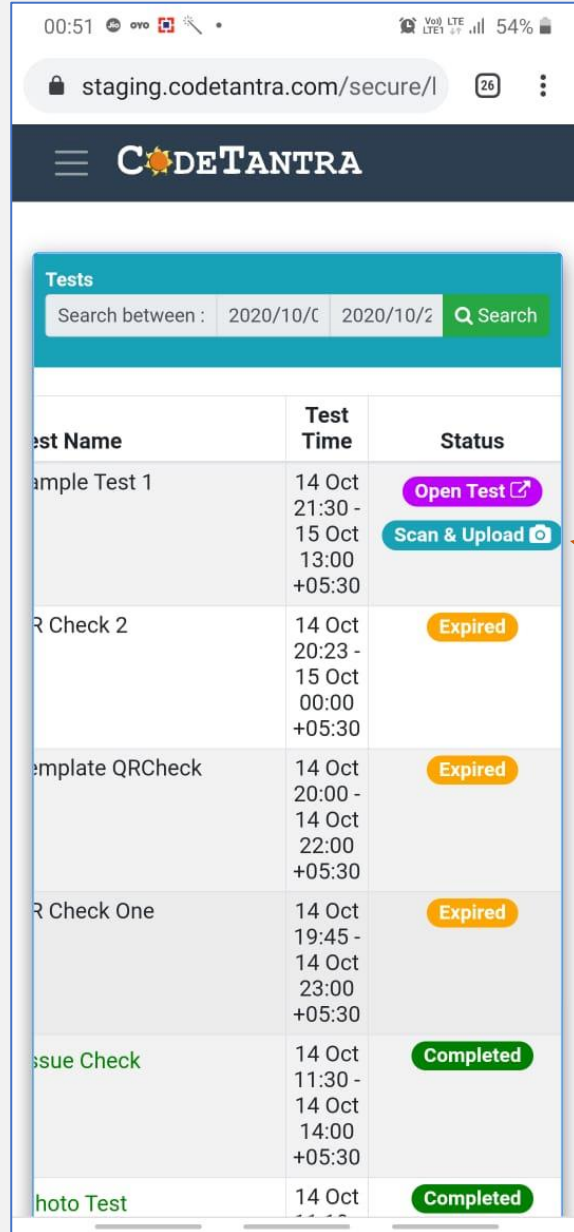 00:51 OYO Vo) LTE LTE1 54%
staging.codetantra.com/secure/l 26
CODETANTRA
Tests
Search between : 2020/10/0 2020/10/2 Search
est Name Test Time Status
ample Test 1 14 Oct 21:30 - 15 Oct 13:00 +05:30 Open Test Scan & Upload
R Check 2 14 Oct 20:23 - 15 Oct 00:00 +05:30 Expired
emplate QRCheck 14 Oct 20:00 - 14 Oct 22:00 +05:30 Expired
R Check One 14 Oct 19:45 - 14 Oct 23:00 +05:30 Expired
ssue Check 14 Oct 11:30 - 14 Oct 14:00 +05:30 Completed
hoto Test 14 Oct Completed